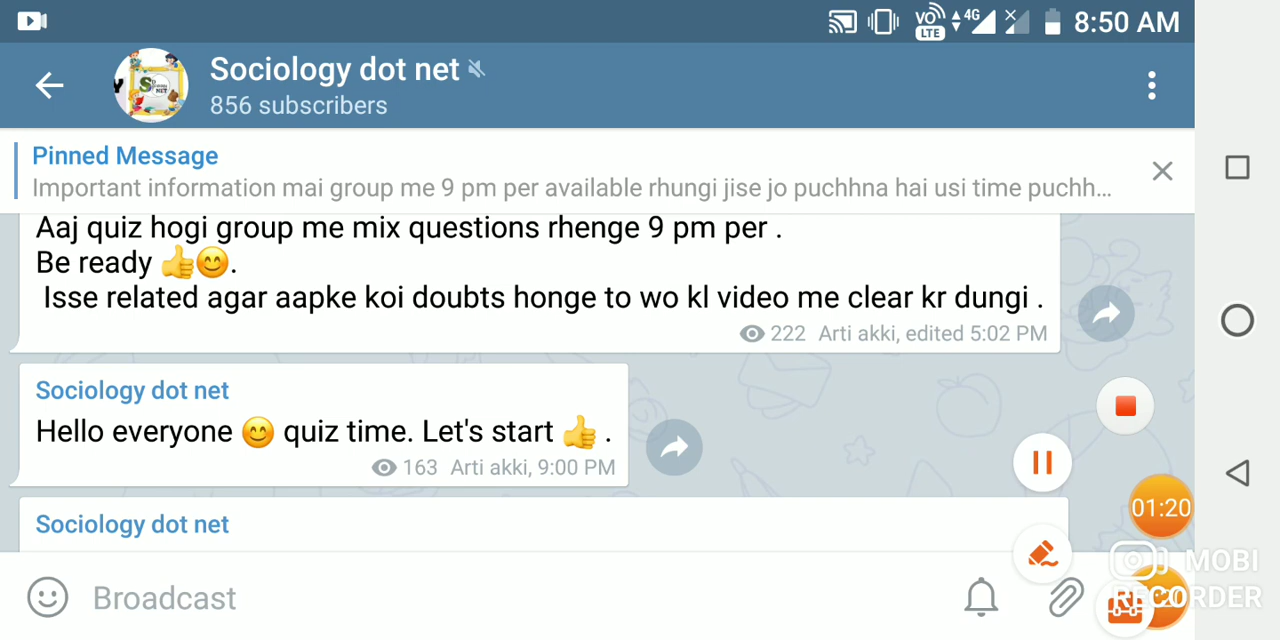 VO LTE 4G 8:50 AM
Sociology dot net
856 subscribers
Pinned Message
Important information mai group me 9 pm per available rhungi jise jo puchhna hai usi time puchh...
Aaj quiz hogi group me mix questions rhenge 9 pm per .
Be ready 👍😊.
Isse related agar aapke koi doubts honge to wo kl video me clear kr dungi .
222 Arti akki, edited 5:02 PM
Sociology dot net
Hello everyone 😊 quiz time. Let's start 👍 .
163 Arti akki, 9:00 PM
Sociology dot net
01:20
Broadcast
MOBI
RECORDER